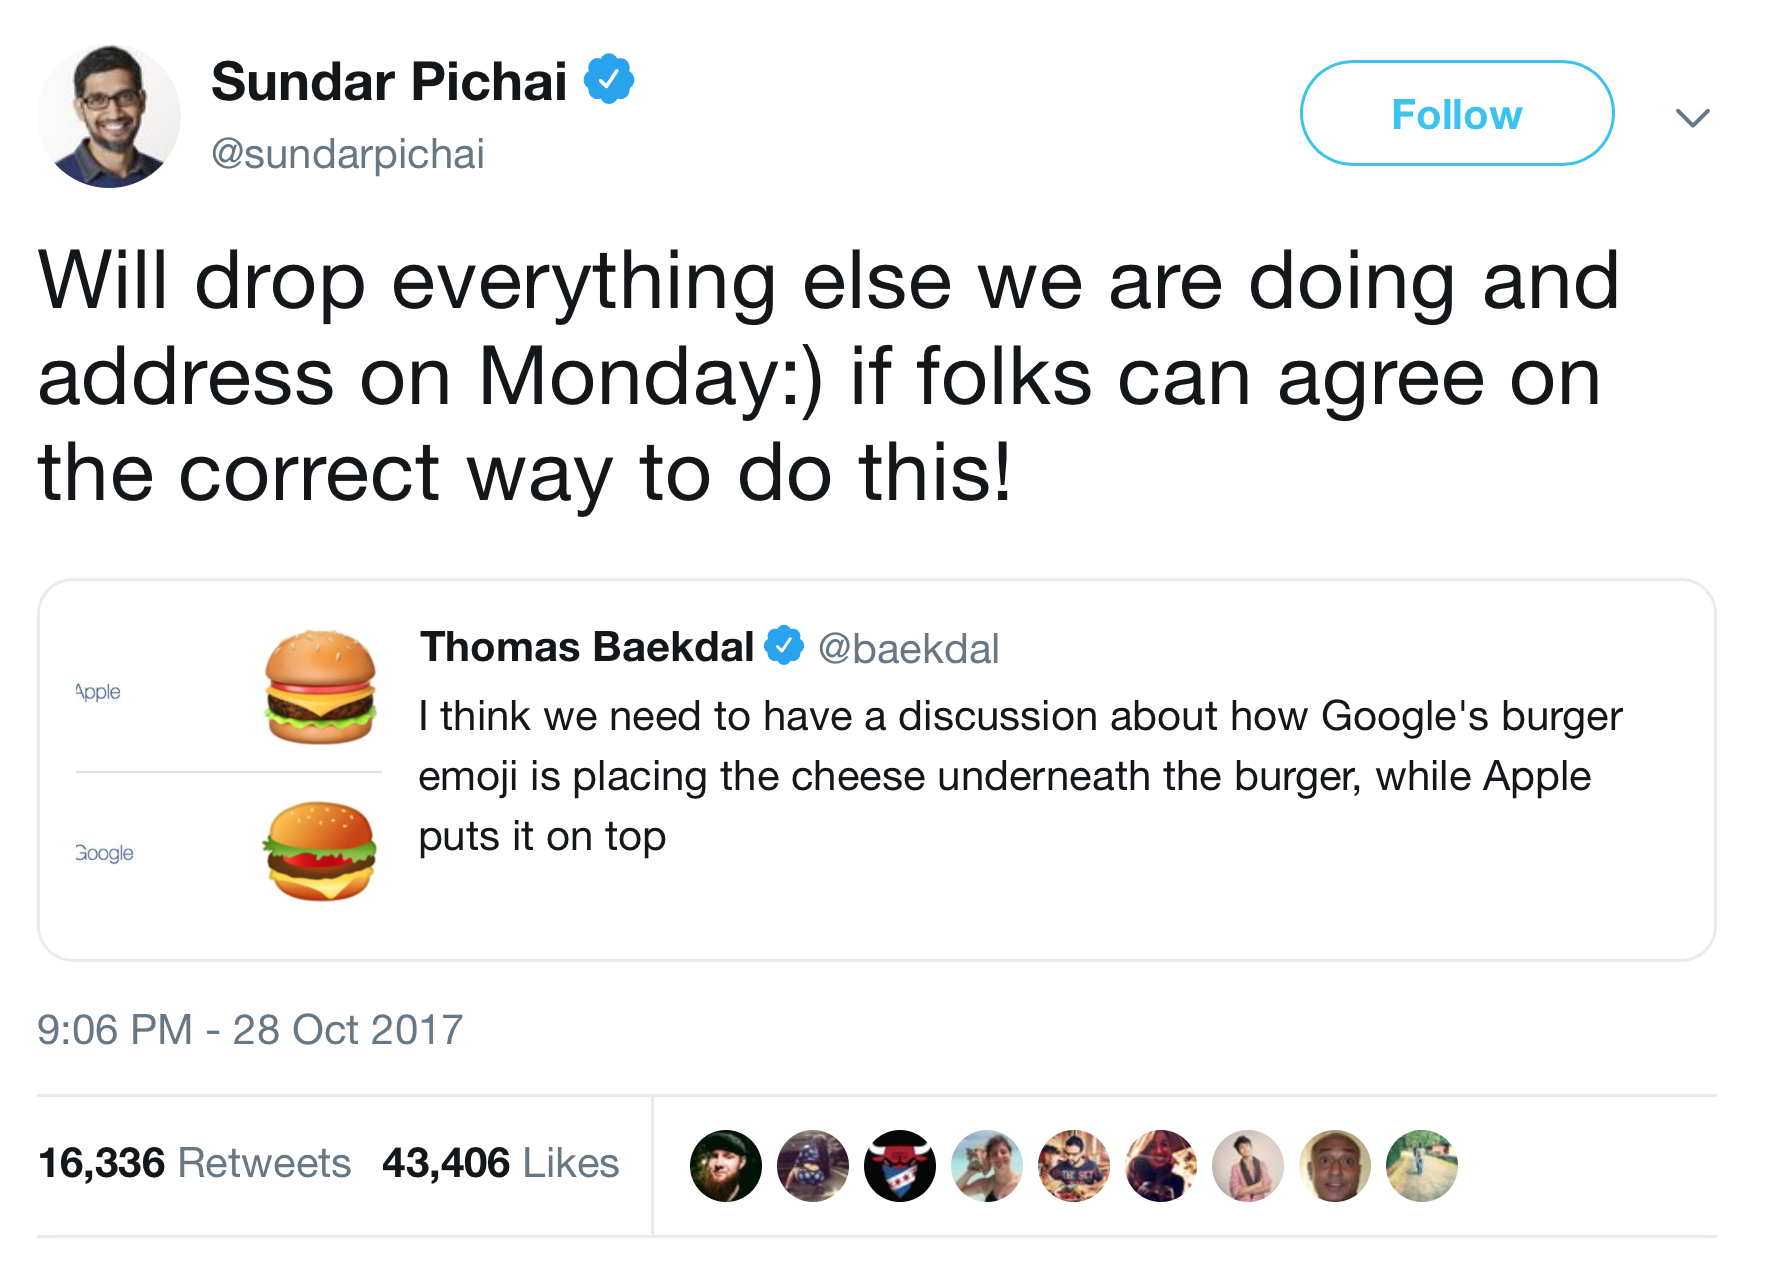 Sundar Pichai
@sundarpichai
Follow
Will drop everything else we are doing and
address on Monday:) if folks can agree on
the correct way to do this!
Apple
Google
Thomas Baekdal @baekdal
I think we need to have a discussion about how Google's burger
emoji is placing the cheese underneath the burger, while Apple
puts it on top
9:06 PM - 28 Oct 2017
16,336 Retweets 43,406 Likes